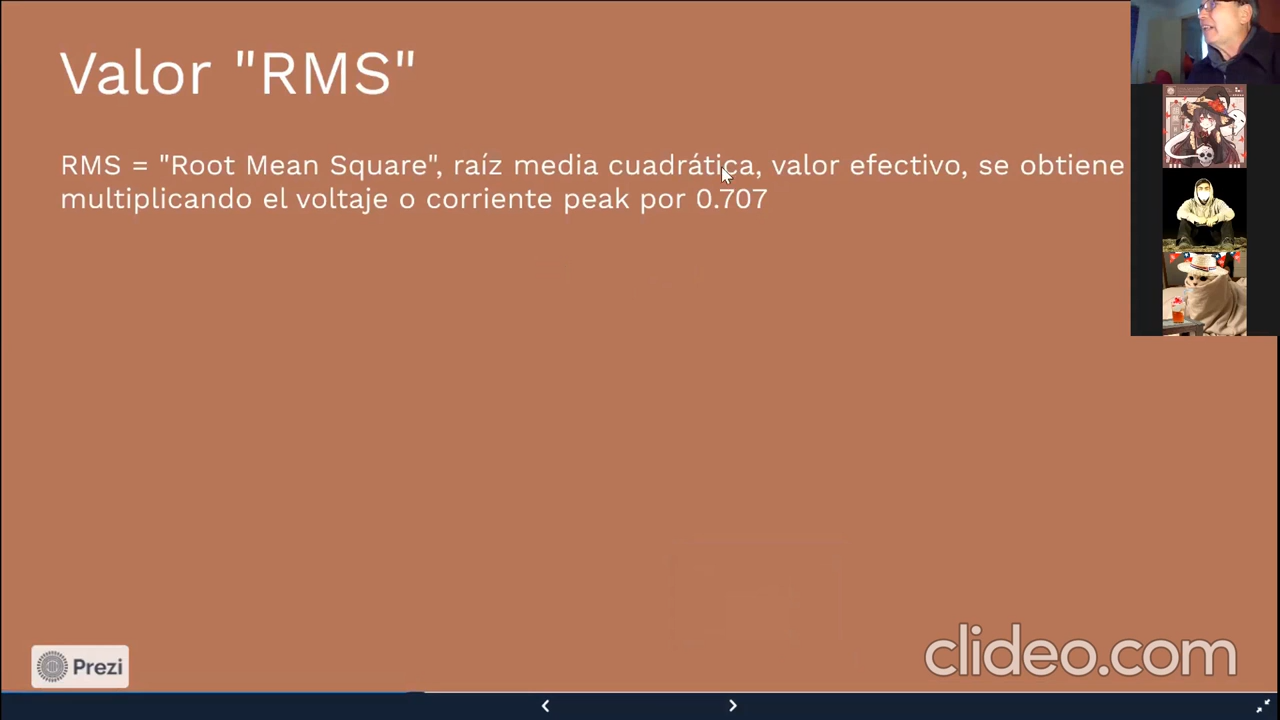 Valor "RMS"
RMS = "Root Mean Square", raíz media cuadrática, valor efectivo, se obtiene
multiplicando el voltaje o corriente peak por 0.707
Prezi
clideo.com